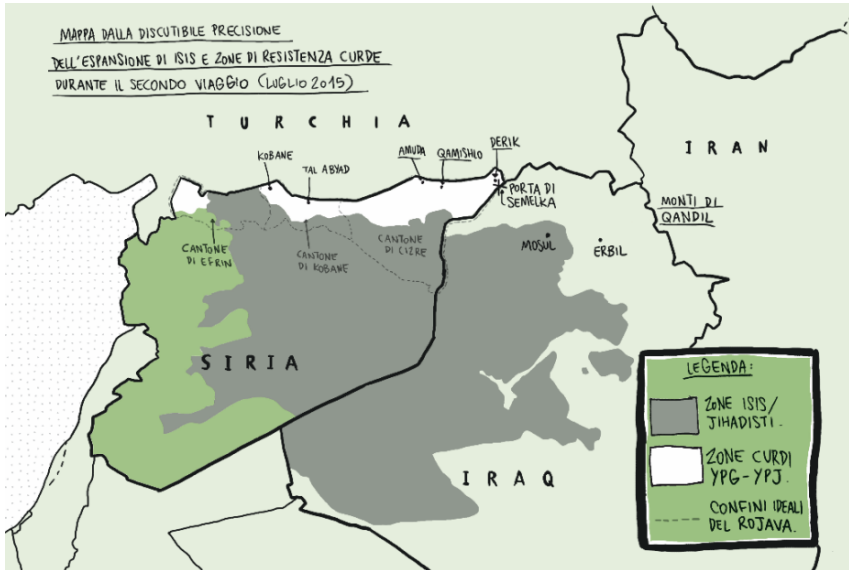 MAPPA DALLA DISCUTIBILE PRECISIONE
DELL'ESPANSIONE DI ISIS E ZONE DI RESISTENZA CURDE
DURANTE IL SECONDO VIAGGIO (LUGLIO 2015)
TURCHIA
IRAN
KOBANE
TAL ABYAD
AMUDA
QAMISHLO
DERIK
PORTA DI
SEMELKA
MONTI DI
QANDIL
CANTONE
DI EFRIN
CANTONE
DI KOBANE
CANTONE
DI CIZRE
MOSUL
ERBIL
SIRIA
IRAQ
LEGENDA:
ZONE ISIS/
JIHADISTI.
ZONE CURDI
YPG-YPJ.
CONFINI IDEALI
DEL ROJAVA.